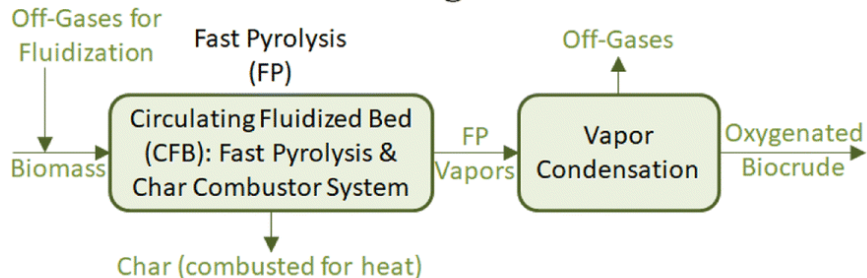 Off-Gases for
Fluidization
Fast Pyrolysis
(FP)
Off-Gases
Biomass
Circulating Fluidized Bed
(CFB): Fast Pyrolysis &
Char Combustor System
FP
Vapors
Vapor
Condensation
Oxygenated
Biocrude
Char (combusted for heat)